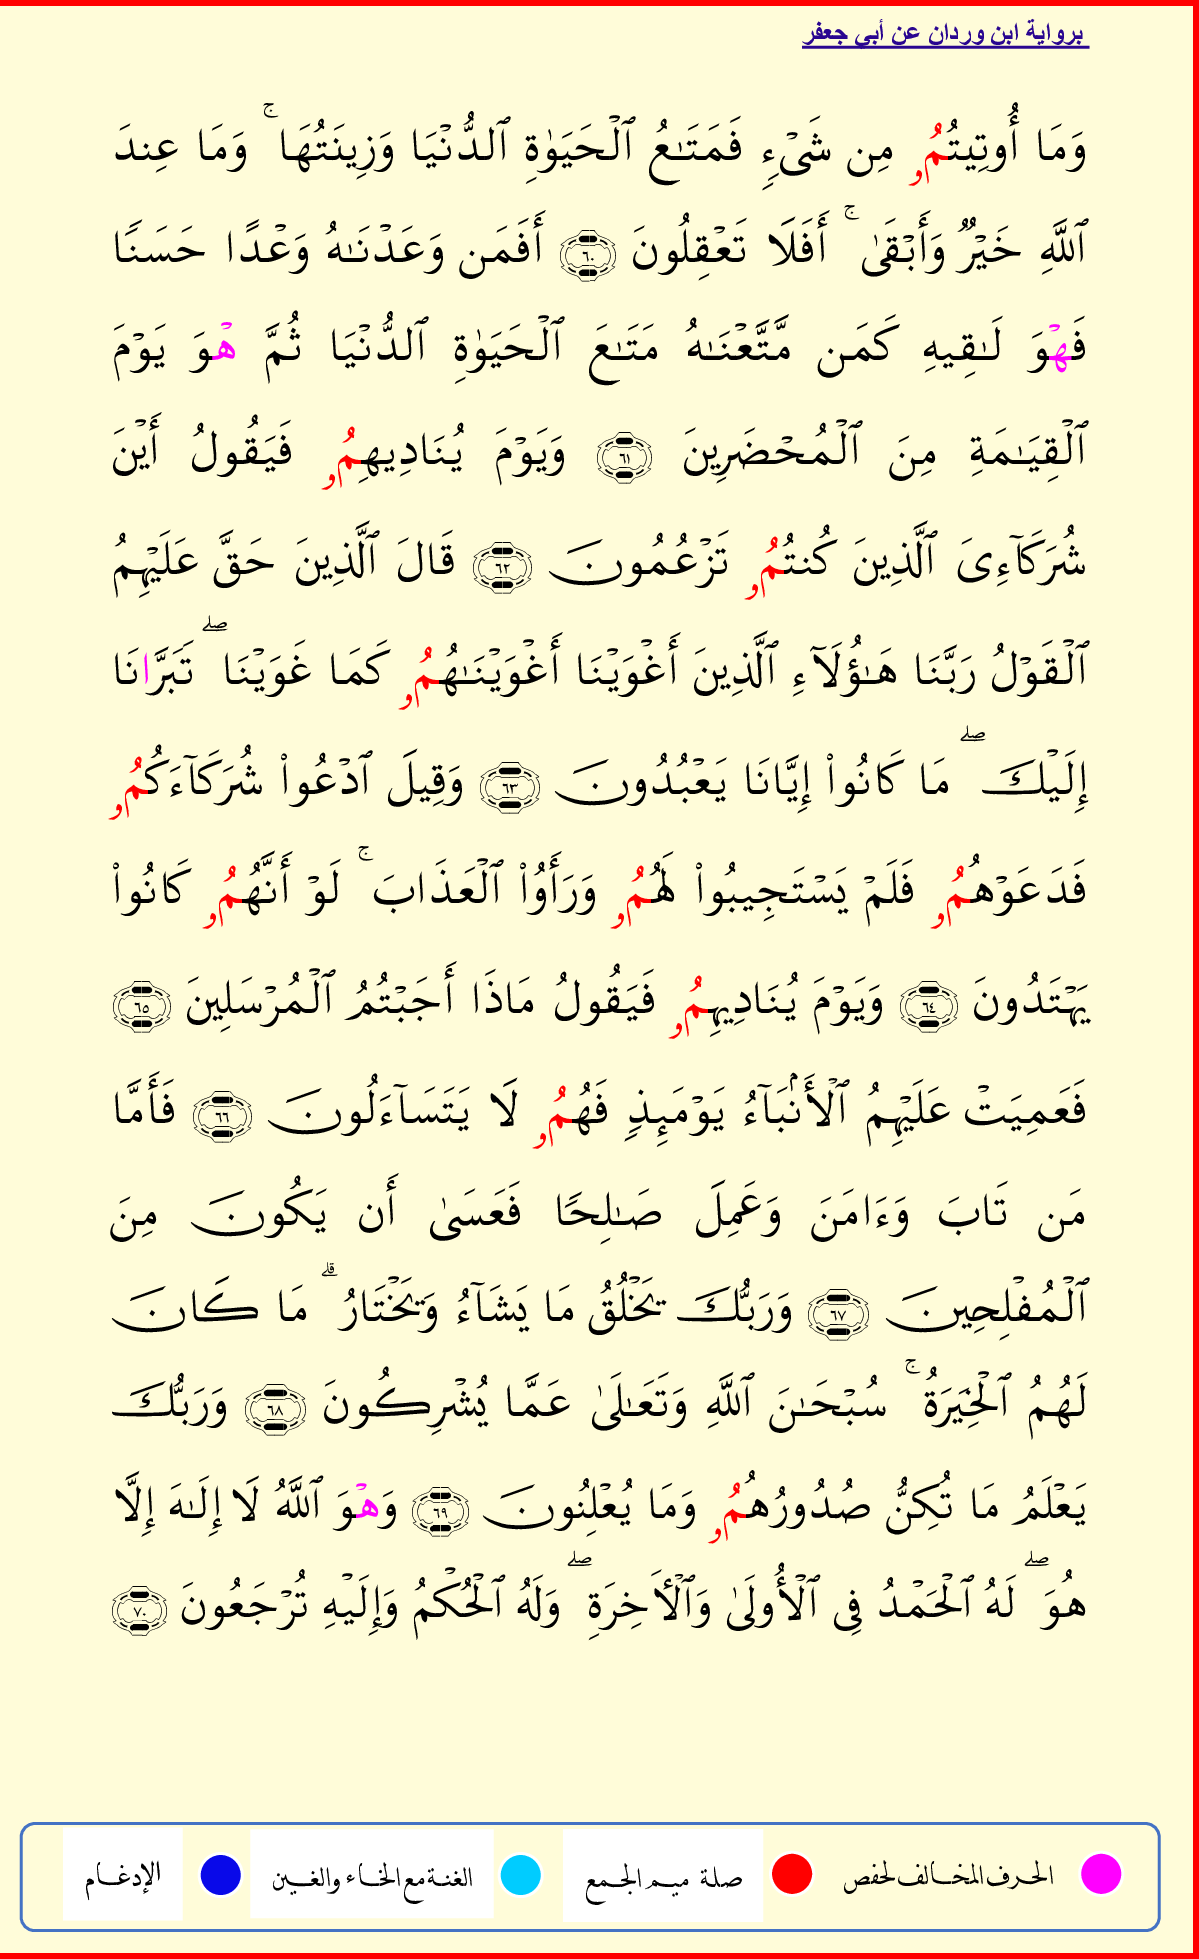 برواية ابن وردان عن أبي جعفر
وَمَا أُوتِيتُمُۥ مِن شَىْءٍ فَمَتَـٰعُ ٱلْحَيَوٰةِ ٱلدُّنْيَا وَزِينَتُهَا ۚ وَمَا عِندَ
ٱللَّهِ خَيْرٌ وَأَبْقَىٰ ۚ أَفَلَا تَعْقِلُونَ ٦٠ أَفَمَن وَعَدْنَـٰهُ وَعْدًا حَسَنًا
فَهْوَ لَـٰقِيهِ كَمَن مَّتَّعْنَـٰهُ مَتَـٰعَ ٱلْحَيَوٰةِ ٱلدُّنْيَا ثُمَّ هْوَ يَوْمَ
ٱلْقِيَـٰمَةِ مِنَ ٱلْمُحْضَرِينَ ٦١ وَيَوْمَ يُنَادِيهِمُۥ فَيَقُولُ أَيْنَ
شُرَكَآءِىَ ٱلَّذِينَ كُنتُمُۥ تَزْعُمُونَ ٦٢ قَالَ ٱلَّذِينَ حَقَّ عَلَيْهِمُ
ٱلْقَوْلُ رَبَّنَا هَـٰؤُلَآءِ ٱلَّذِينَ أَغْوَيْنَا أَغْوَيْنَـٰهُمُۥ كَمَا غَوَيْنَا ۖ تَبَرَّانَا
إِلَيْكَ ۖ مَا كَانُوا۟ إِيَّانَا يَعْبُدُونَ ٦٣ وَقِيلَ ٱدْعُوا۟ شُرَكَآءَكُمُۥ
فَدَعَوْهُمُۥ فَلَمْ يَسْتَجِيبُوا۟ لَهُمُۥ وَرَأَوُا۟ ٱلْعَذَابَ ۚ لَوْ أَنَّهُمُۥ كَانُوا۟
يَهْتَدُونَ ٦٤ وَيَوْمَ يُنَادِيهِمُۥ فَيَقُولُ مَاذَا أَجَبْتُمُ ٱلْمُرْسَلِينَ ٦٥
فَعَمِيَتْ عَلَيْهِمُ ٱلْأَنۢبَآءُ يَوْمَئِذٍ فَهُمُۥ لَا يَتَسَآءَلُونَ ٦٦ فَأَمَّا
مَن تَابَ وَءَامَنَ وَعَمِلَ صَـٰلِحًا فَعَسَىٰ أَن يَكُونَ مِنَ
ٱلْمُفْلِحِينَ ٦٧ وَرَبُّكَ يَخْلُقُ مَا يَشَآءُ وَيَخْتَارُ ۗ مَا كَانَ
لَهُمُ ٱلْخِيَرَةُ ۚ سُبْحَـٰنَ ٱللَّهِ وَتَعَـٰلَىٰ عَمَّا يُشْرِكُونَ ٦٨ وَرَبُّكَ
يَعْلَمُ مَا تُكِنُّ صُدُورُهُمُۥ وَمَا يُعْلِنُونَ ٦٩ وَهْوَ ٱللَّهُ لَا إِلَـٰهَ إِلَّا
هُوَ ۖ لَهُ ٱلْحَمْدُ فِى ٱلْأُولَىٰ وَٱلْأَخِرَةِ ۖ وَلَهُ ٱلْحُكْمُ وَإِلَيْهِ تُرْجَعُونَ ٧٠
الحرف المخالف لحفص صلة ميم الجمع الغنة مع الخاء والغين الإدغام